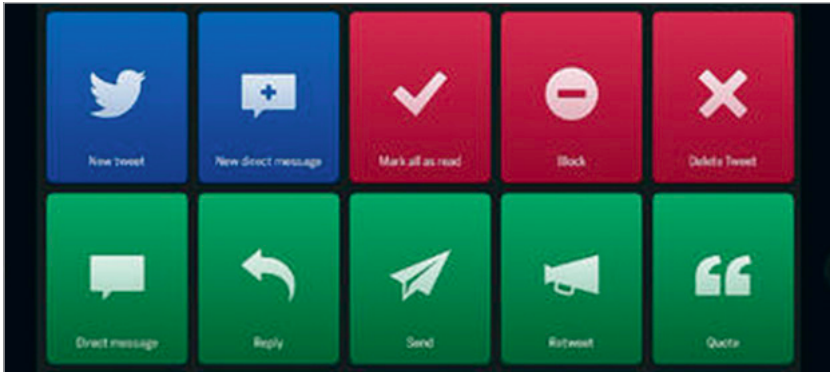 New tweet
New direct message
Mark all as read
Block
Delete Tweet
Direct message
Reply
Send
Retweet
Quote